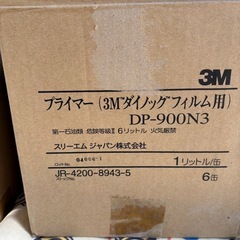 3M
プライマー(3M™ダイノックフィルム用)
DP-900N3
第一石油類 危険等級Ⅱ 6リットル 火気厳禁
スリーエム ジャパン株式会社
1リットル/缶
JR-4200-8943-5
6缶